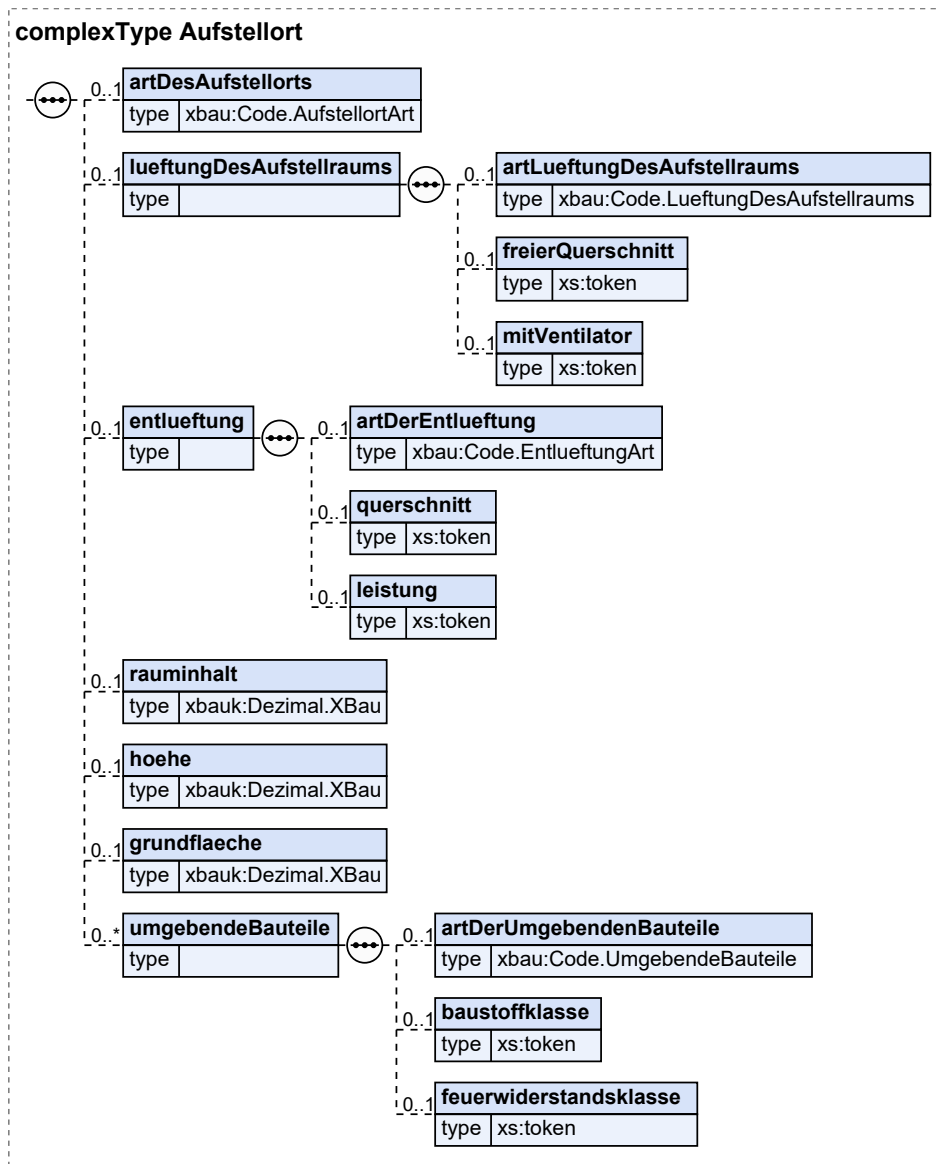 complexType Aufstellort
0..1 artDesAufstellorts
type xbau:Code.AufstellortArt
0..1 lueftungDesAufstellraums 0..1 artLueftungDesAufstellraums
type type xbau:Code.LueftungDesAufstellraums
0..1 freierQuerschnitt
type xs:token
0..1 mitVentilator
type xs:token
0..1 entlueftung 0..1 artDerEntlueftung
type type xbau:Code.EntlueftungArt
0..1 querschnitt
type xs:token
0..1 leistung
type xs:token
0..1 rauminhalt
type xbauk:Dezimal.XBau
0..1 hoehe
type xbauk:Dezimal.XBau
0..1 grundflaeche
type xbauk:Dezimal.XBau
0..* umgebendeBauteile 0..1 artDerUmgebendenBauteile
type type xbau:Code.UmgebendeBauteile
0..1 baustoffklasse
type xs:token
0..1 feuerwiderstandsklasse
type xs:token